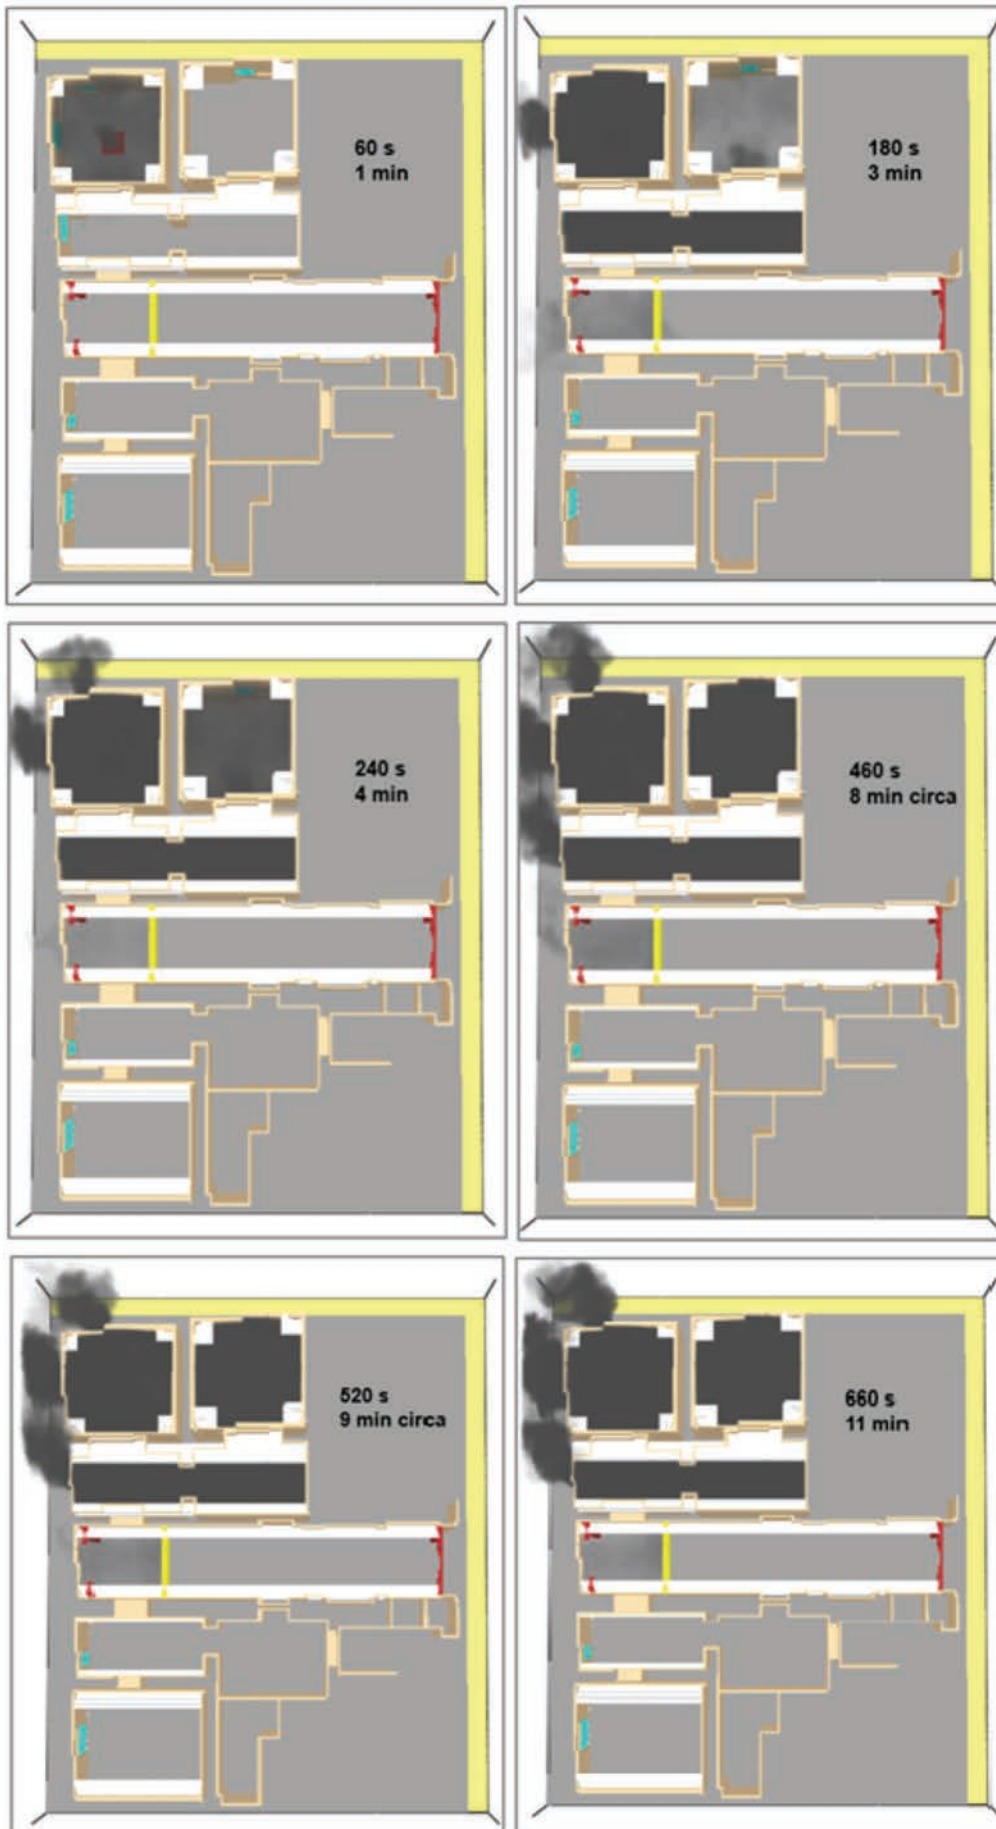 60 s
1 min
180 s
3 min
240 s
4 min
460 s
8 min circa
520 s
9 min circa
660 s
11 min